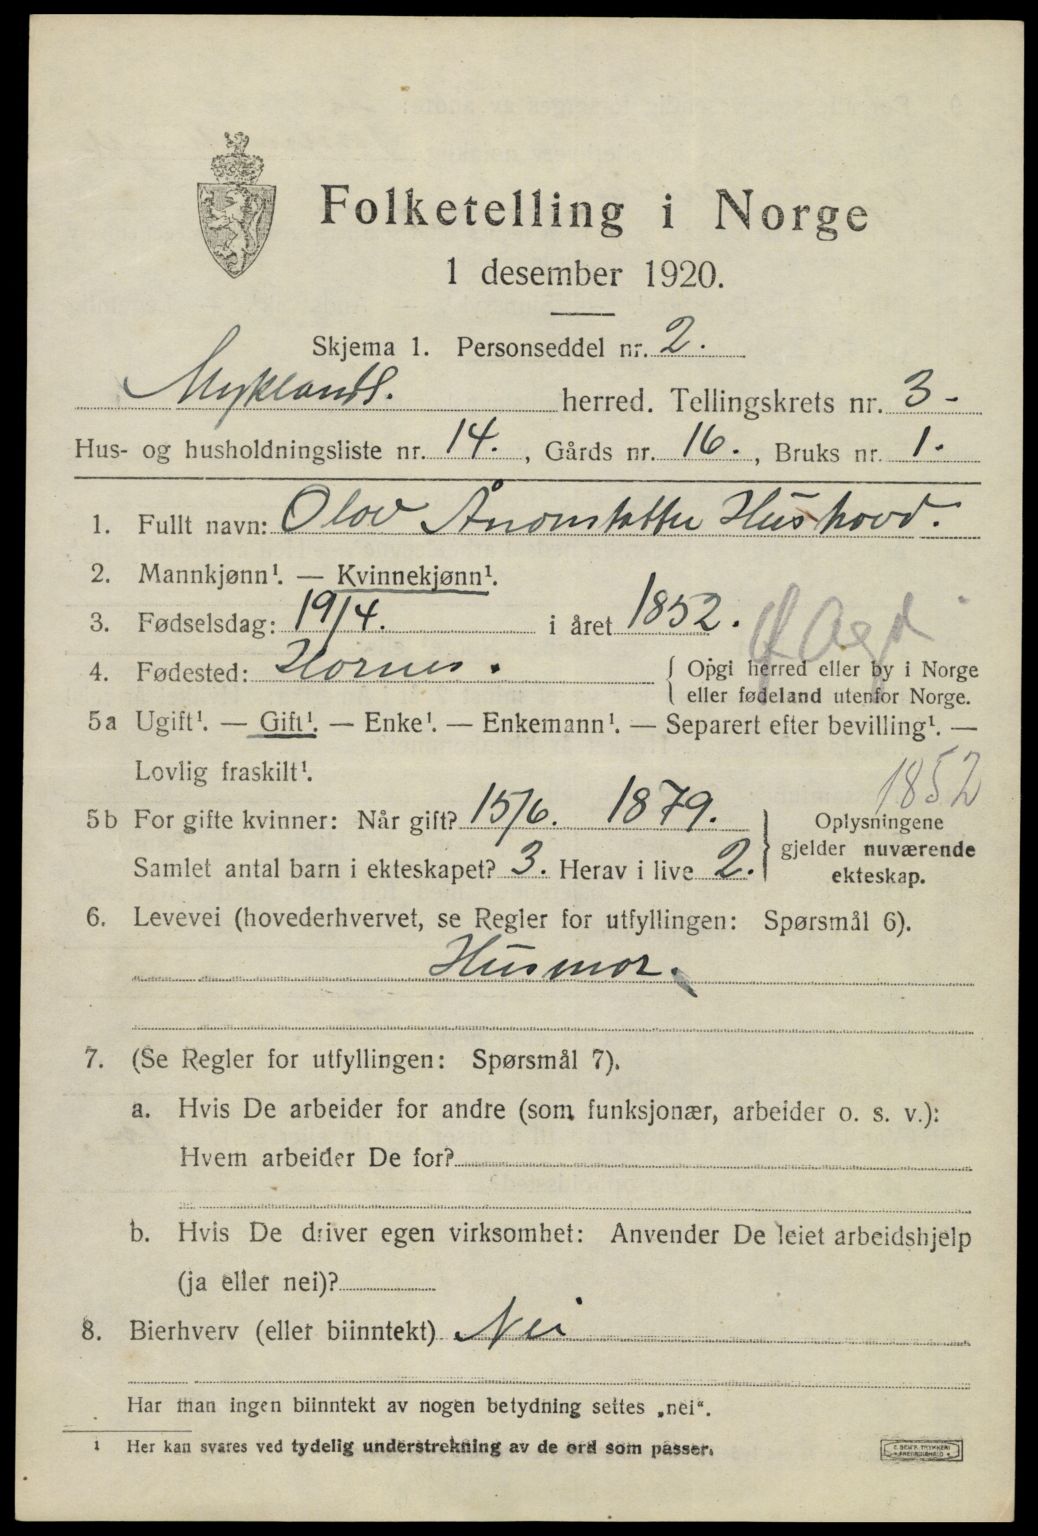 Folketelling i Norge
1 desember 1920.
Skjema 1. Personseddel nr. 2.
Myklands. herred. Tellingskrets nr. 3-
Hus- og husholdningsliste nr. 14., Gårds nr. 16., Bruks nr. 1.
1. Fullt navn: Olov Ånonsdatter Hushovd.
2. Mannkjønn¹. — Kvinnekjønn¹.
3. Fødselsdag: 19/4. i året 1852.
4. Fødested: Hornes. { Opgi herred eller by i Norge
eller fødeland utenfor Norge.
5a Ugift¹. — Gift¹. — Enke¹. — Enkemann¹. — Separert efter bevilling¹. —
Lovlig fraskilt¹.
1852
5b For gifte kvinner: Når gift? 15/6. 1879. } Oplysningene
gjelder nuværende
Samlet antal barn i ekteskapet? 3. Herav i live 2. ekteskap.
6. Levevei (hovederhvervet, se Regler for utfyllingen: Spørsmål 6).
Husmor.
7. (Se Regler for utfyllingen: Spørsmål 7).
a. Hvis De arbeider for andre (som funksjonær, arbeider o. s. v.):
Hvem arbeider De for?
b. Hvis De driver egen virksomhet: Anvender De leiet arbeidshjelp
(ja eller nei)?
8. Bierhverv (eller biinntekt) Nei
Har man ingen biinntekt av nogen betydning settes „nei“.
1 Her kan svares ved tydelig understrekning av de ord som passer.